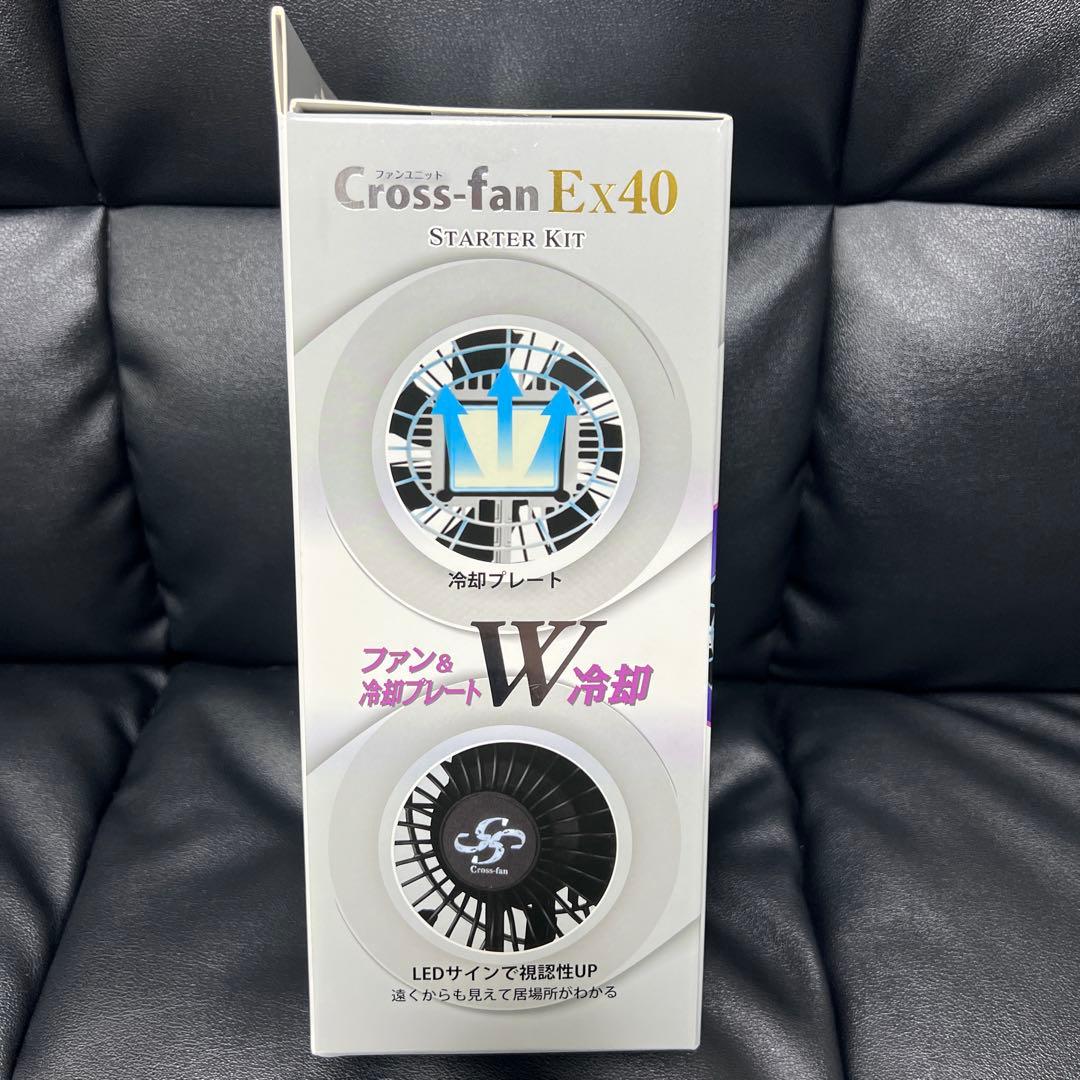 ファンユニット
Cross-fan Ex40
STARTER KIT
冷却プレート
ファン&
冷却プレート W冷却
Cross-fan
LEDサインで視認性UP
遠くからも見えて居場所がわかる